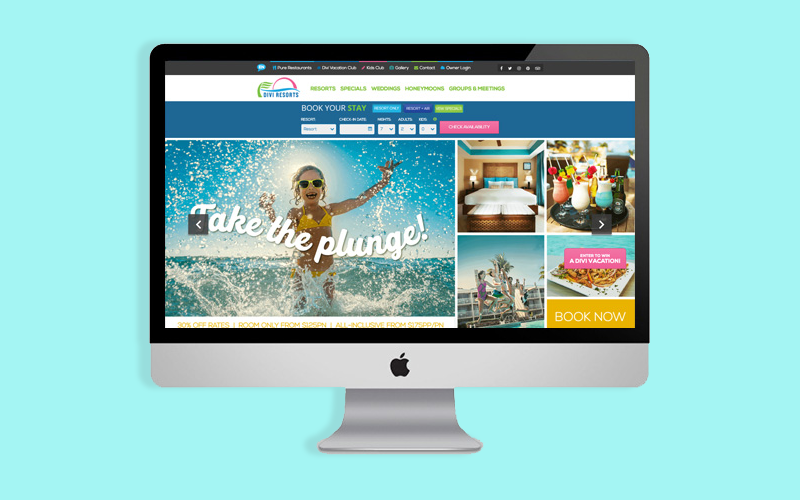 Pure Restaurants Divi Vacation Club Kids Club Gallery Contact Owner Login
DIVI RESORTS
RESORTS SPECIALS WEDDINGS HONEYMOONS GROUPS & MEETINGS
BOOK YOUR STAY RESORT ONLY RESORT + AIR
RESORT: CHECK-IN DATE: NIGHTS: ADULTS: KIDS:
Resort 7 2 0 CHECK AVAILABILITY
Take the plunge!
ENTER TO WIN
A DIVI VACATION!
BOOK NOW
30% OFF RATES | ROOM ONLY FROM $125PN | ALL-INCLUSIVE FROM $175PP/PN